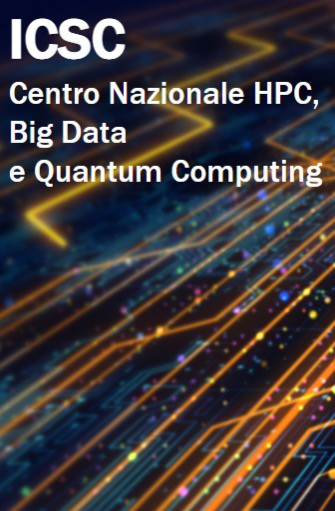 ICSC
Centro Nazionale HPC,
Big Data
e Quantum Computing